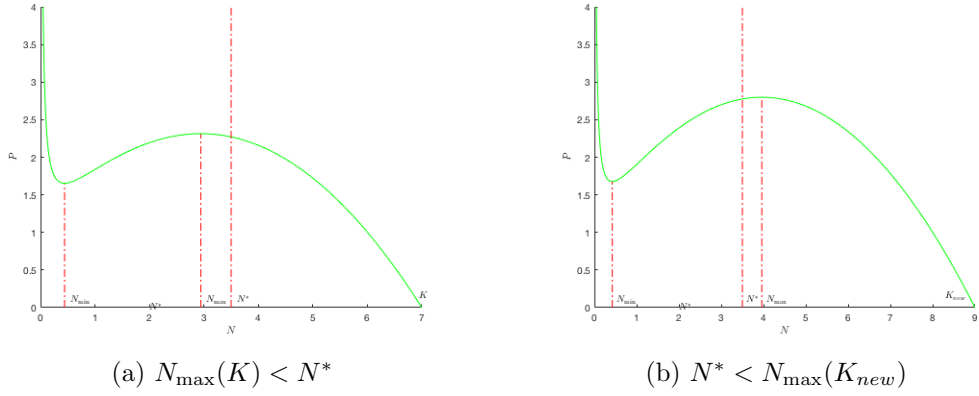 4
3.5
3
2.5
2
1.5
1
0.5
0
P
N_min N* N_max N* K
0 1 2 3 4 5 6 7
N
4
3.5
3
2.5
2
1.5
1
0.5
0
P
N_min N* N* N_max K_new
0 1 2 3 4 5 6 7 8 9
N
(a) N_max(K) < N* (b) N* < N_max(K_new)